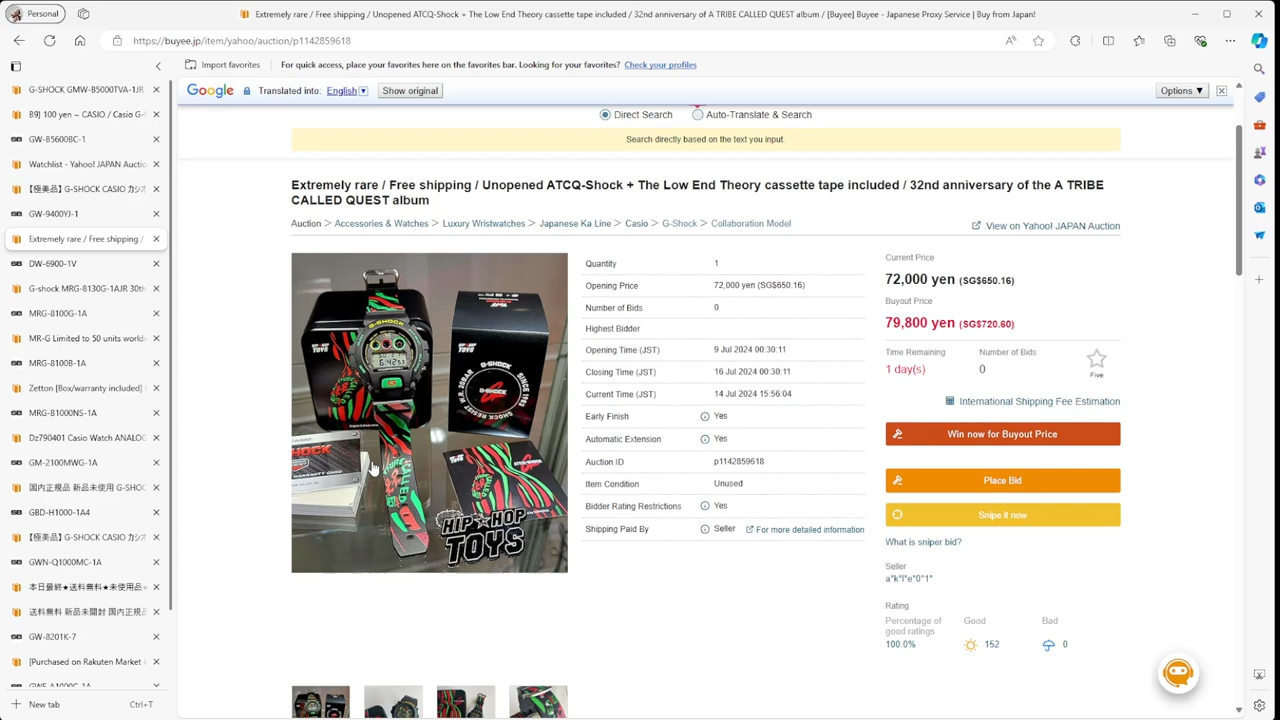 Personal
Extremely rare / Free shipping / Unopened ATCQ-Shock + The Low End Theory cassette tape included / 32nd anniversary of A TRIBE CALLED QUEST album / [Buyee] Buyee - Japanese Proxy Service | Buy from Japan!
https://buyee.jp/item/yahoo/auction/p1142859618
Import favorites
For quick access, place your favorites here on the favorites bar. Looking for your favorites? Check your profiles
G-SHOCK GMW-B5000TVA-1JR
B9) 100 yen ~ CASIO / Casio G-S
GW-B5600BC-1
Watchlist - Yahoo! JAPAN Auctio
【極美品】G-SHOCK CASIO カシオ
GW-9400YJ-1
Extremely rare / Free shipping /
DW-6900-1V
G-shock MRG-8130G-1AJR 30th
MRG-8100G-1A
MR-G Limited to 50 units world
MRG-8100B-1A
Zetton [Box/warranty included]
MRG-81000NS-1A
Dz790401 Casio Watch ANALOG
GM-2100MWG-1A
国内正規品 新品未使用 G-SHOC
GBD-H1000-1A4
【極美品】G-SHOCK CASIO カシオ
GWN-Q1000MC-1A
本日最終★送料無料★未使用品★
送料無料 新品未開封 国内正規品
GW-8201K-7
[Purchased on Rakuten Market
GWF-A1000C-1A
New tab
Ctrl+T
Google Translated into: English Show original
Options ▼
Direct Search
Auto-Translate & Search
Search directly based on the text you input.
Extremely rare / Free shipping / Unopened ATCQ-Shock + The Low End Theory cassette tape included / 32nd anniversary of the A TRIBE
CALLED QUEST album
Auction > Accessories & Watches > Luxury Wristwatches > Japanese Ka Line > Casio > G-Shock > Collaboration Model
View on Yahoo! JAPAN Auction
G-SHOCK
HIP HOP TOYS
G-SHOCK
G-SHOCK
SINCE 1983
CASIO
SHOCK
WARRANTY CARD
HIP★HOP
TOYS
Quantity 1
Opening Price 72,000 yen (SG$650.16)
Number of Bids 0
Highest Bidder
Opening Time (JST) 9 Jul 2024 00:30:11
Closing Time (JST) 16 Jul 2024 00:30:11
Current Time (JST) 14 Jul 2024 15:56:04
Early Finish Yes
Automatic Extension Yes
Auction ID p1142859618
Item Condition Unused
Bidder Rating Restrictions Yes
Shipping Paid By Seller For more detailed information
Current Price
72,000 yen (SG$650.16)
Buyout Price
79,800 yen (SG$720.60)
Time Remaining
1 day(s)
Number of Bids
0
Five
International Shipping Fee Estimation
Win now for Buyout Price
Place Bid
Snipe it now
What is sniper bid?
Seller
a*k*l*e*0*1*
Rating
Percentage of good ratings
100.0%
Good
152
Bad
0